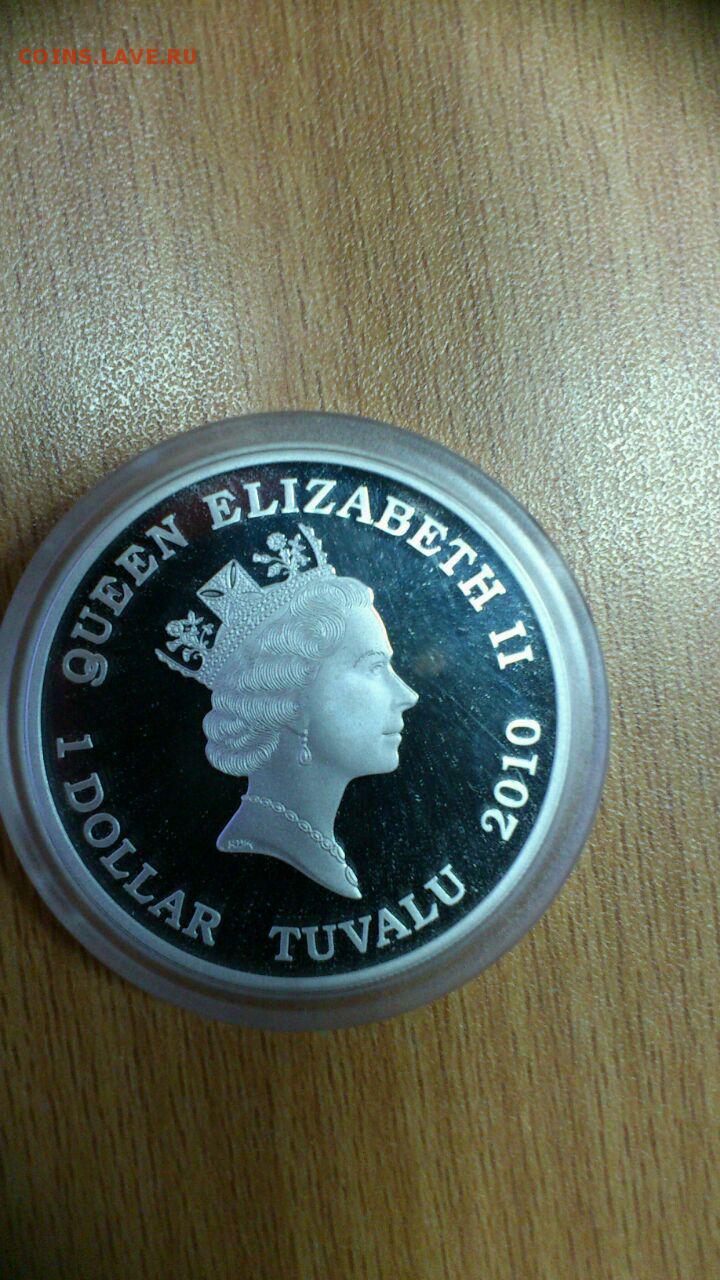 COINS.LAVE.RU
QUEEN ELIZABETH II
1 DOLLAR TUVALU 2010